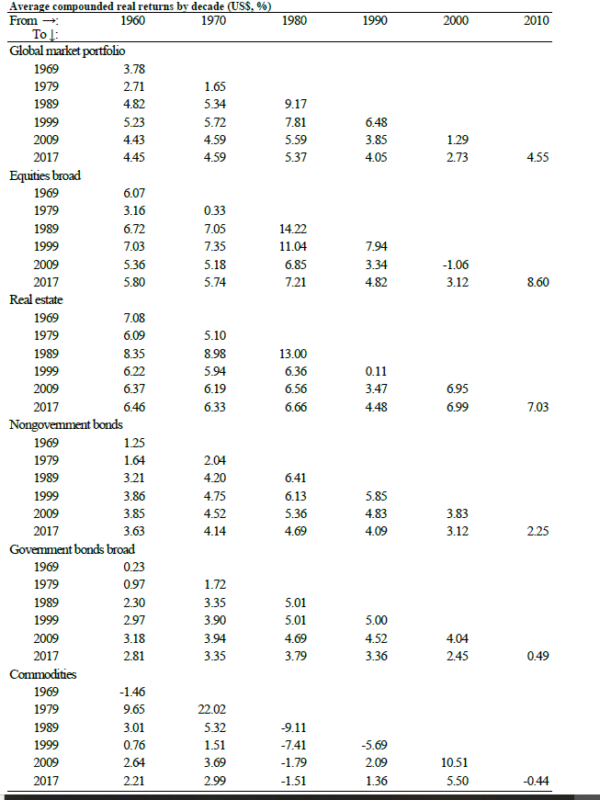 Average compounded real returns by decade (US$, %)
From →: 1960 1970 1980 1990 2000 2010
To ↓:
Global market portfolio
1969 3.78
1979 2.71 1.65
1989 4.82 5.34 9.17
1999 5.23 5.72 7.81 6.48
2009 4.43 4.59 5.59 3.85 1.29
2017 4.45 4.59 5.37 4.05 2.73 4.55
Equities broad
1969 6.07
1979 3.16 0.33
1989 6.72 7.05 14.22
1999 7.03 7.35 11.04 7.94
2009 5.36 5.18 6.85 3.34 -1.06
2017 5.80 5.74 7.21 4.82 3.12 8.60
Real estate
1969 7.08
1979 6.09 5.10
1989 8.35 8.98 13.00
1999 6.22 5.94 6.36 0.11
2009 6.37 6.19 6.56 3.47 6.95
2017 6.46 6.33 6.66 4.48 6.99 7.03
Nongovernment bonds
1969 1.25
1979 1.64 2.04
1989 3.21 4.20 6.41
1999 3.86 4.75 6.13 5.85
2009 3.85 4.52 5.36 4.83 3.83
2017 3.63 4.14 4.69 4.09 3.12 2.25
Government bonds broad
1969 0.23
1979 0.97 1.72
1989 2.30 3.35 5.01
1999 2.97 3.90 5.01 5.00
2009 3.18 3.94 4.69 4.52 4.04
2017 2.81 3.35 3.79 3.36 2.45 0.49
Commodities
1969 -1.46
1979 9.65 22.02
1989 3.01 5.32 -9.11
1999 0.76 1.51 -7.41 -5.69
2009 2.64 3.69 -1.79 2.09 10.51
2017 2.21 2.99 -1.51 1.36 5.50 -0.44